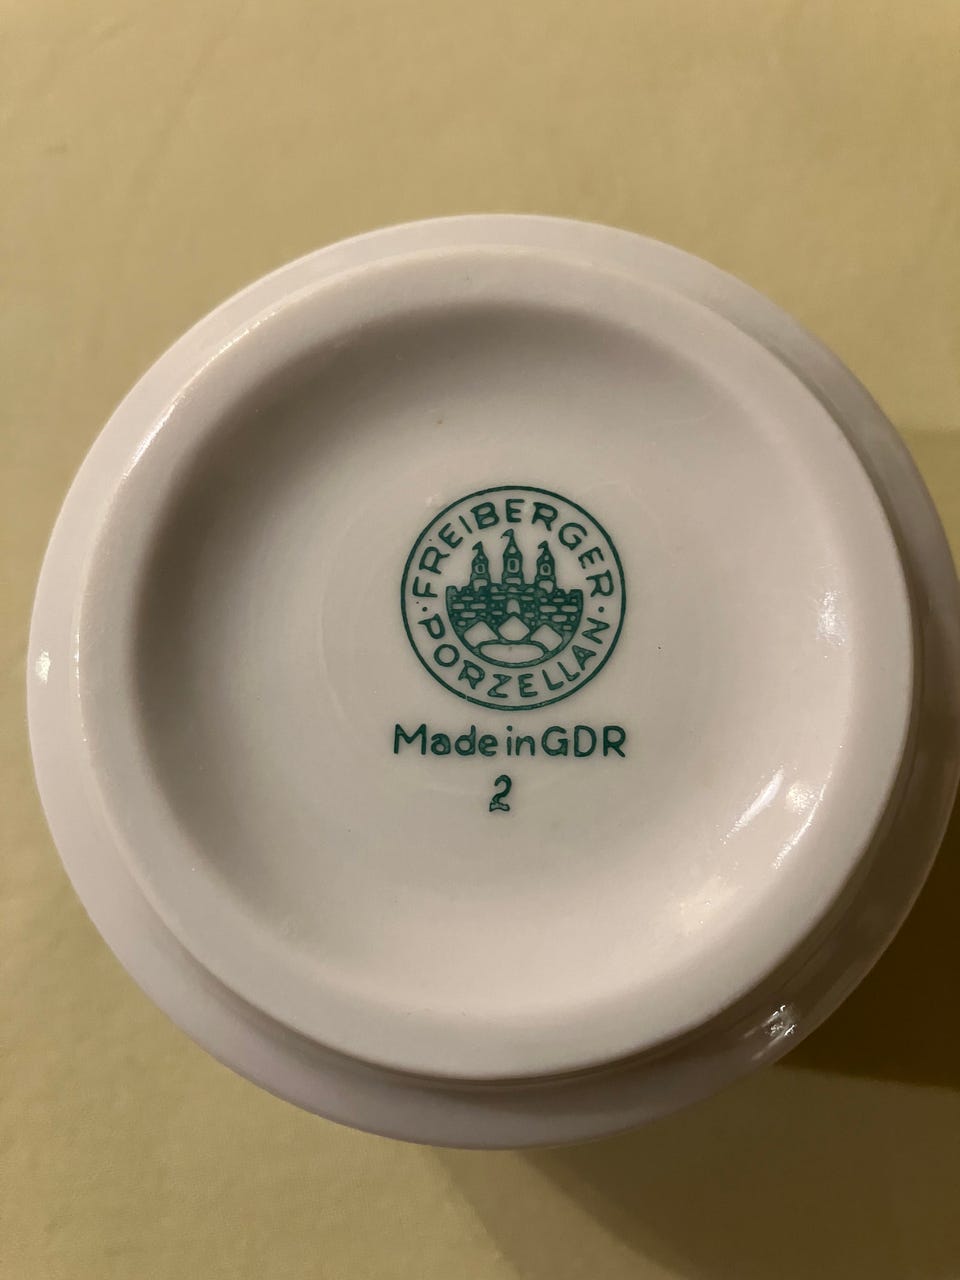 FREIBERGER
· PORZELLAN ·
Made in GDR
2